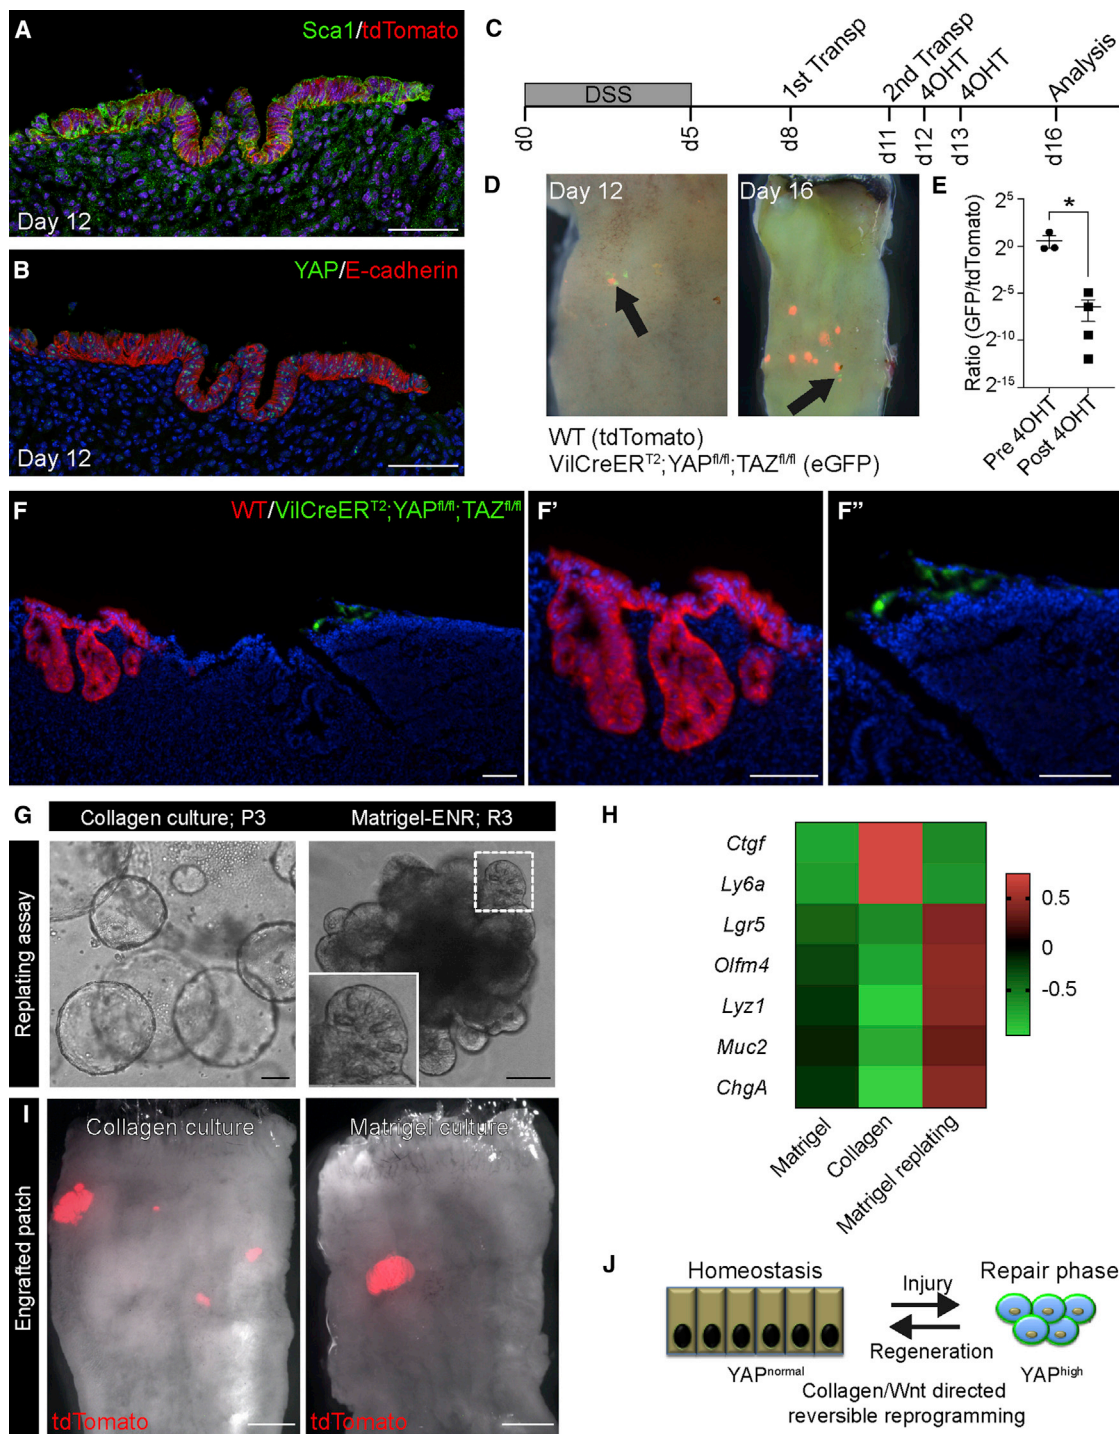 A
Sca1/tdTomato
Day 12
B
YAP/E-cadherin
Day 12
C
DSS
1st Transp
2nd Transp
4OHT
4OHT
Analysis
d0
d5
d8
d11
d12
d13
d16
D
Day 12
Day 16
WT (tdTomato)
VilCreERᵀ²;YAPᶠˡ/ᶠˡ;TAZᶠˡ/ᶠˡ (eGFP)
E
Ratio (GFP/tdTomato)
2⁵
2⁰
2⁻⁵
2⁻¹⁰
2⁻¹⁵
*
Pre 4OHT
Post 4OHT
F
WT/VilCreERᵀ²;YAPᶠˡ/ᶠˡ;TAZᶠˡ/ᶠˡ
F'
F''
G
Collagen culture; P3
Matrigel-ENR; R3
Replating assay
H
Ctgf
Ly6a
Lgr5
Olfm4
Lyz1
Muc2
ChgA
Matrigel
Collagen
Matrigel replating
0.5
0
-0.5
I
Collagen culture
Matrigel culture
Engrafted patch
tdTomato
tdTomato
J
Homeostasis
Injury
Repair phase
Regeneration
YAPⁿᵒʳᵐᵃˡ
YAPʰⁱᵍʰ
Collagen/Wnt directed
reversible reprogramming